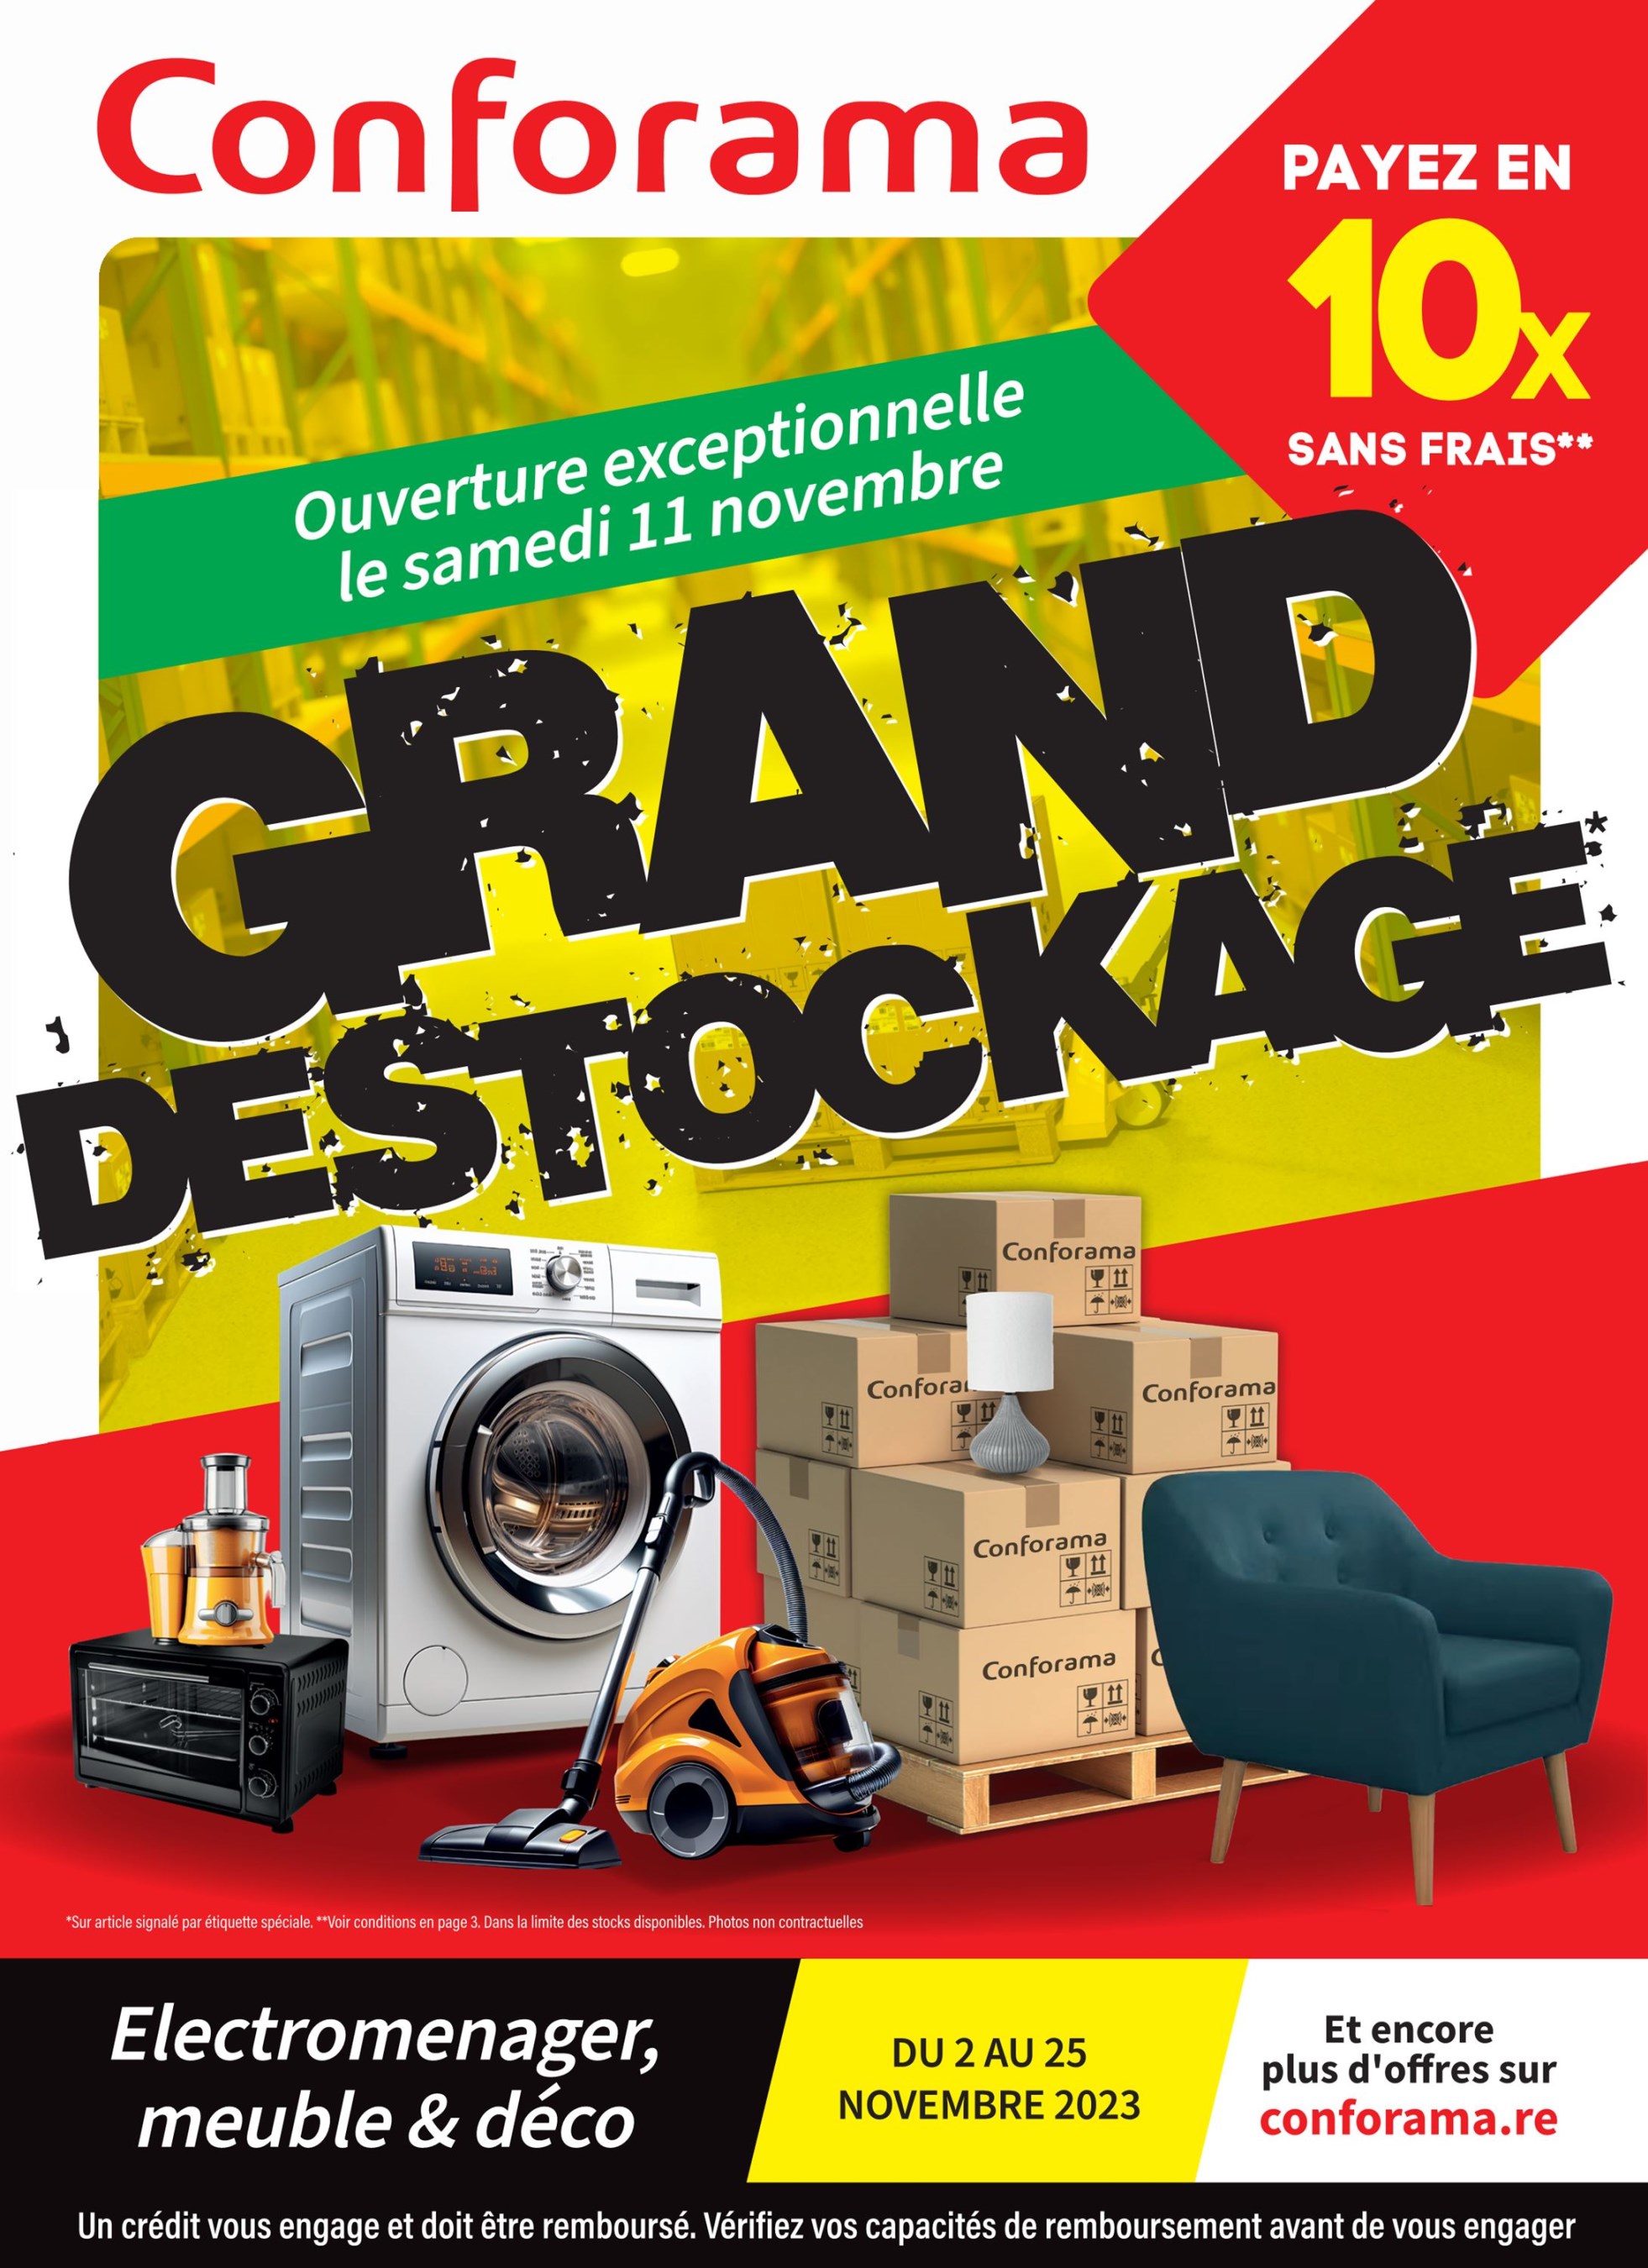 Conforama
PAYEZ EN
10x
SANS FRAIS**
Ouverture exceptionnelle
le samedi 11 novembre
GRAND
DESTOCKAGE*
Conforama
Confora
Conforama
Conforama
Conforama
*Sur article signalé par étiquette spéciale. **Voir conditions en page 3. Dans la limite des stocks disponibles. Photos non contractuelles
Electromenager,
meuble & déco
DU 2 AU 25
NOVEMBRE 2023
Et encore
plus d'offres sur
conforama.re
Un crédit vous engage et doit être remboursé. Vérifiez vos capacités de remboursement avant de vous engager